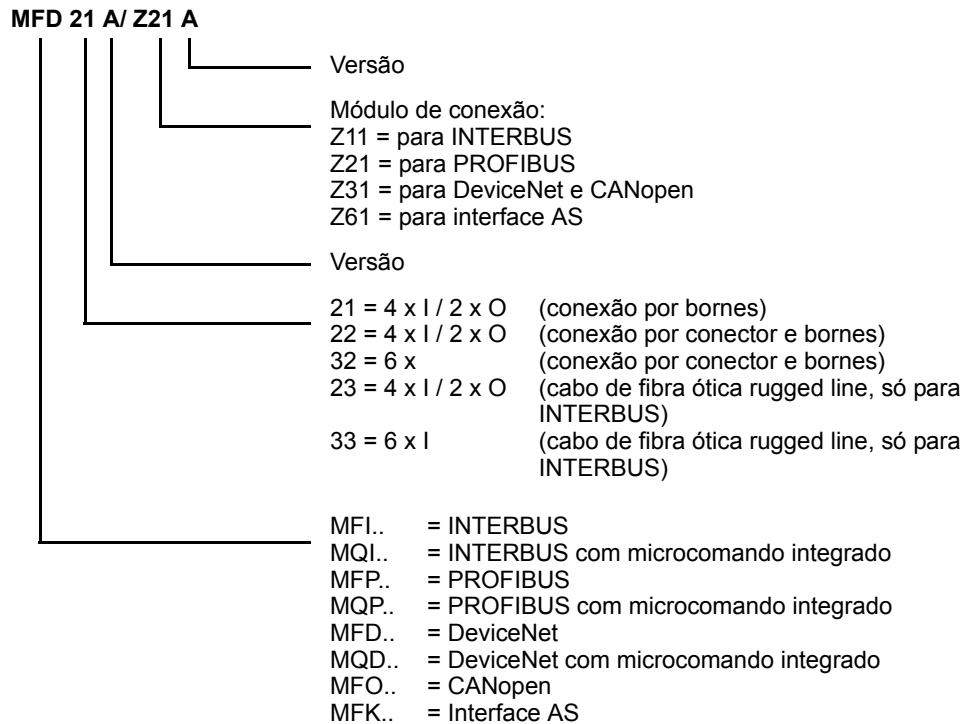 MFD 21 A/ Z21 A
Versão
Módulo de conexão:
Z11 = para INTERBUS
Z21 = para PROFIBUS
Z31 = para DeviceNet e CANopen
Z61 = para interface AS
Versão
21 = 4 x I / 2 x O (conexão por bornes)
22 = 4 x I / 2 x O (conexão por conector e bornes)
32 = 6 x (conexão por conector e bornes)
23 = 4 x I / 2 x O (cabo de fibra ótica rugged line, só para
INTERBUS)
33 = 6 x I (cabo de fibra ótica rugged line, só para
INTERBUS)
MFI.. = INTERBUS
MQI.. = INTERBUS com microcomando integrado
MFP.. = PROFIBUS
MQP.. = PROFIBUS com microcomando integrado
MFD.. = DeviceNet
MQD.. = DeviceNet com microcomando integrado
MFO.. = CANopen
MFK.. = Interface AS